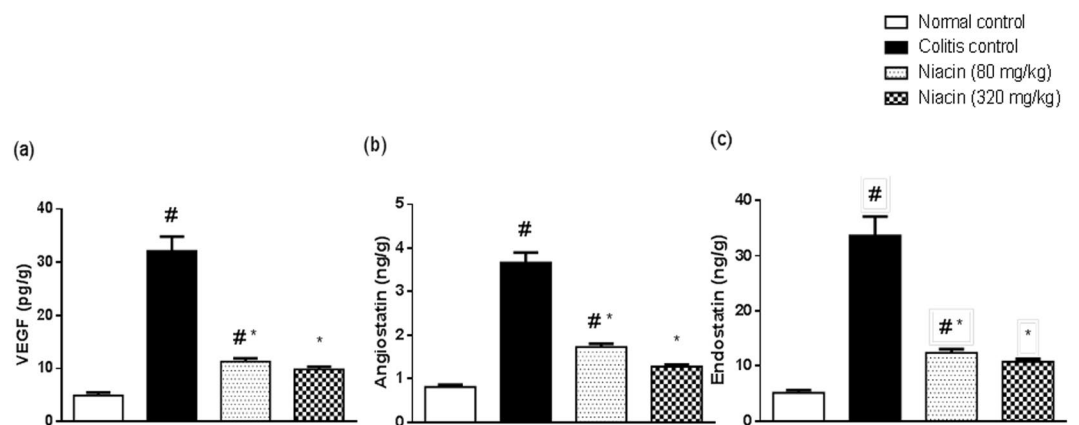 Normal control
Colitis control
Niacin (80 mg/kg)
Niacin (320 mg/kg)
(a)
VEGF (pg/g)
40
30
20
10
0
#
#*
*
(b)
Angiostatin (ng/g)
5
4
3
2
1
0
#
#*
*
(c)
Endostatin (ng/g)
40
30
20
10
0
#
#*
*